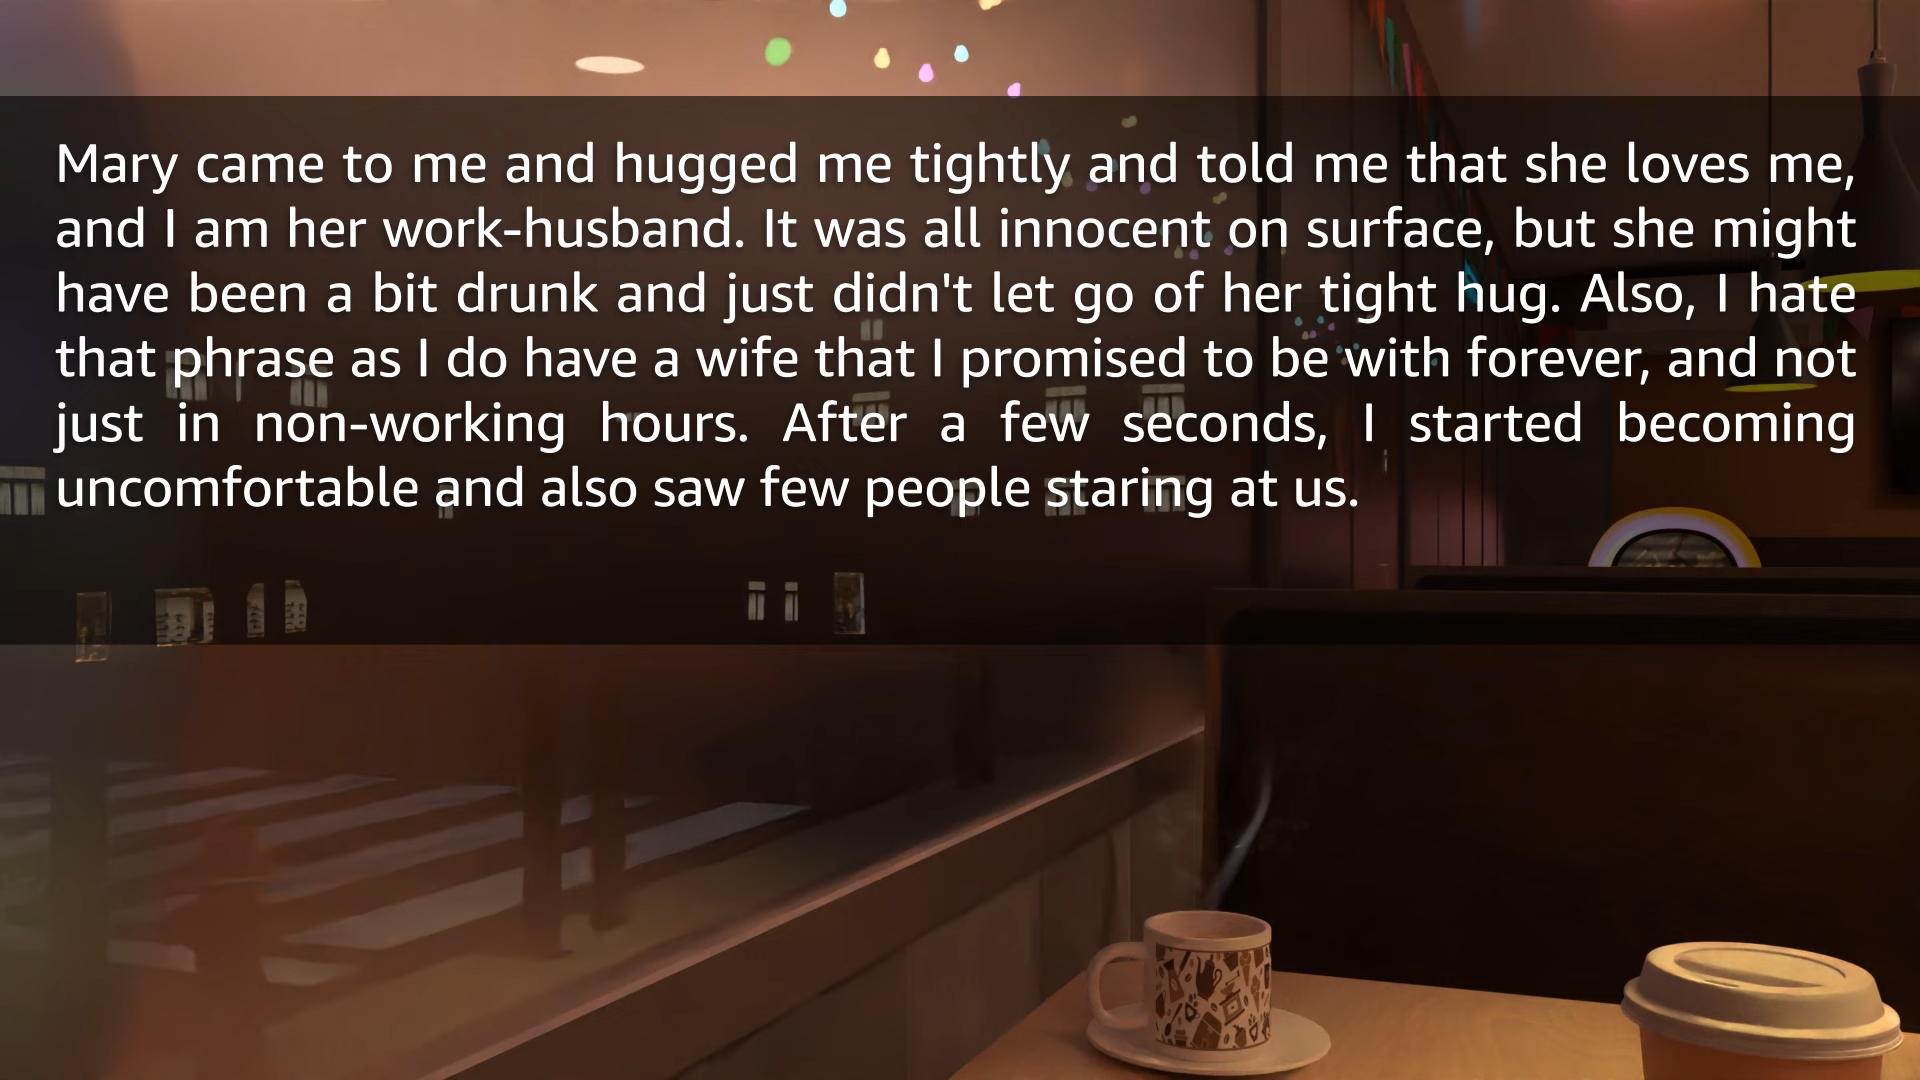 Mary came to me and hugged me tightly and told me that she loves me,
and I am her work-husband. It was all innocent on surface, but she might
have been a bit drunk and just didn't let go of her tight hug. Also, I hate
that phrase as I do have a wife that I promised to be with forever, and not
just in non-working hours. After a few seconds, I started becoming
uncomfortable and also saw few people staring at us.